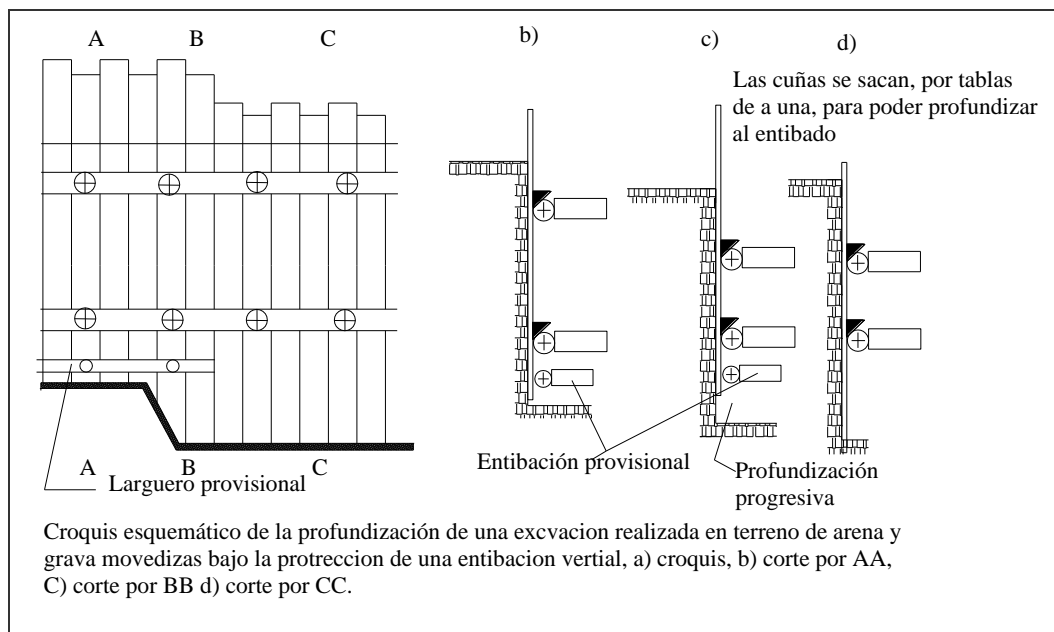 A B C b) c) d)
Las cuñas se sacan, por tablas
de a una, para poder profundizar
al entibado
A B C
Larguero provisional
Entibación provisional
Profundización
progresiva
Croquis esquemático de la profundización de una excvacion realizada en terreno de arena y
grava movedizas bajo la protreccion de una entibacion vertial, a) croquis, b) corte por AA,
C) corte por BB d) corte por CC.